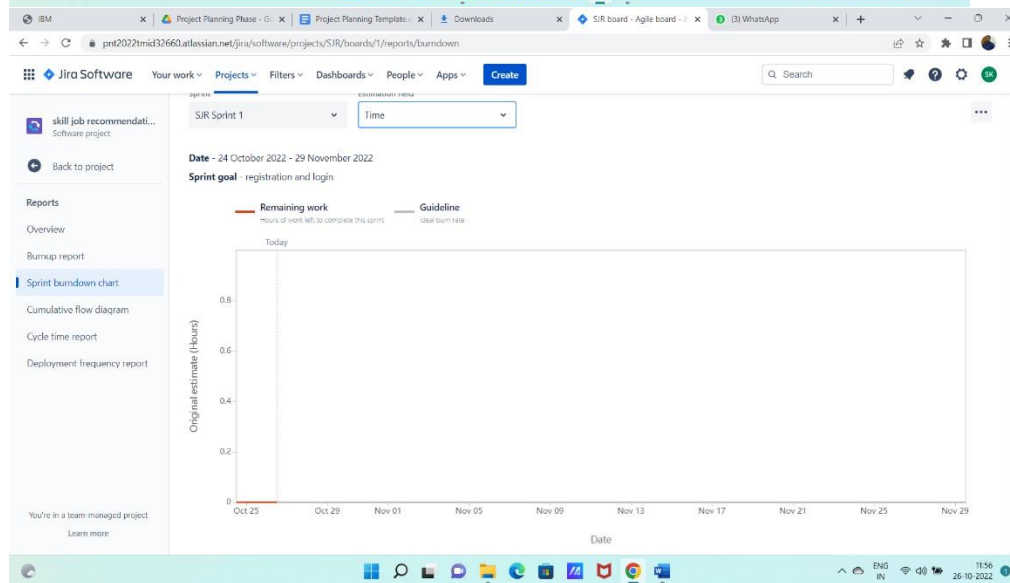 IBM
Project Planning Phase - G
Project Planning Template
Downloads
SJR board - Agile board - J
(3) WhatsApp
pnt2022tmid32660.atlassian.net/jira/software/projects/SJR/boards/1/reports/burndown
Jira Software Your work Projects Filters Dashboards People Apps Create Search SK
Sprint Estimation field
SJR Sprint 1 Time
skill job recommendati...
Software project
Back to project
Reports
Overview
Burnup report
Sprint burndown chart
Cumulative flow diagram
Cycle time report
Deployment frequency report
You're in a team-managed project
Learn more
Date - 24 October 2022 - 29 November 2022
Sprint goal - registration and login
Remaining work
Hours of work left to complete this sprint
Guideline
Ideal burn rate
Today
Original estimate (Hours)
0.8
0.6
0.4
0.2
0
Oct 25 Oct 29 Nov 01 Nov 05 Nov 09 Nov 13 Nov 17 Nov 21 Nov 25 Nov 29
Date
ENG
IN
11:56
26-10-2022